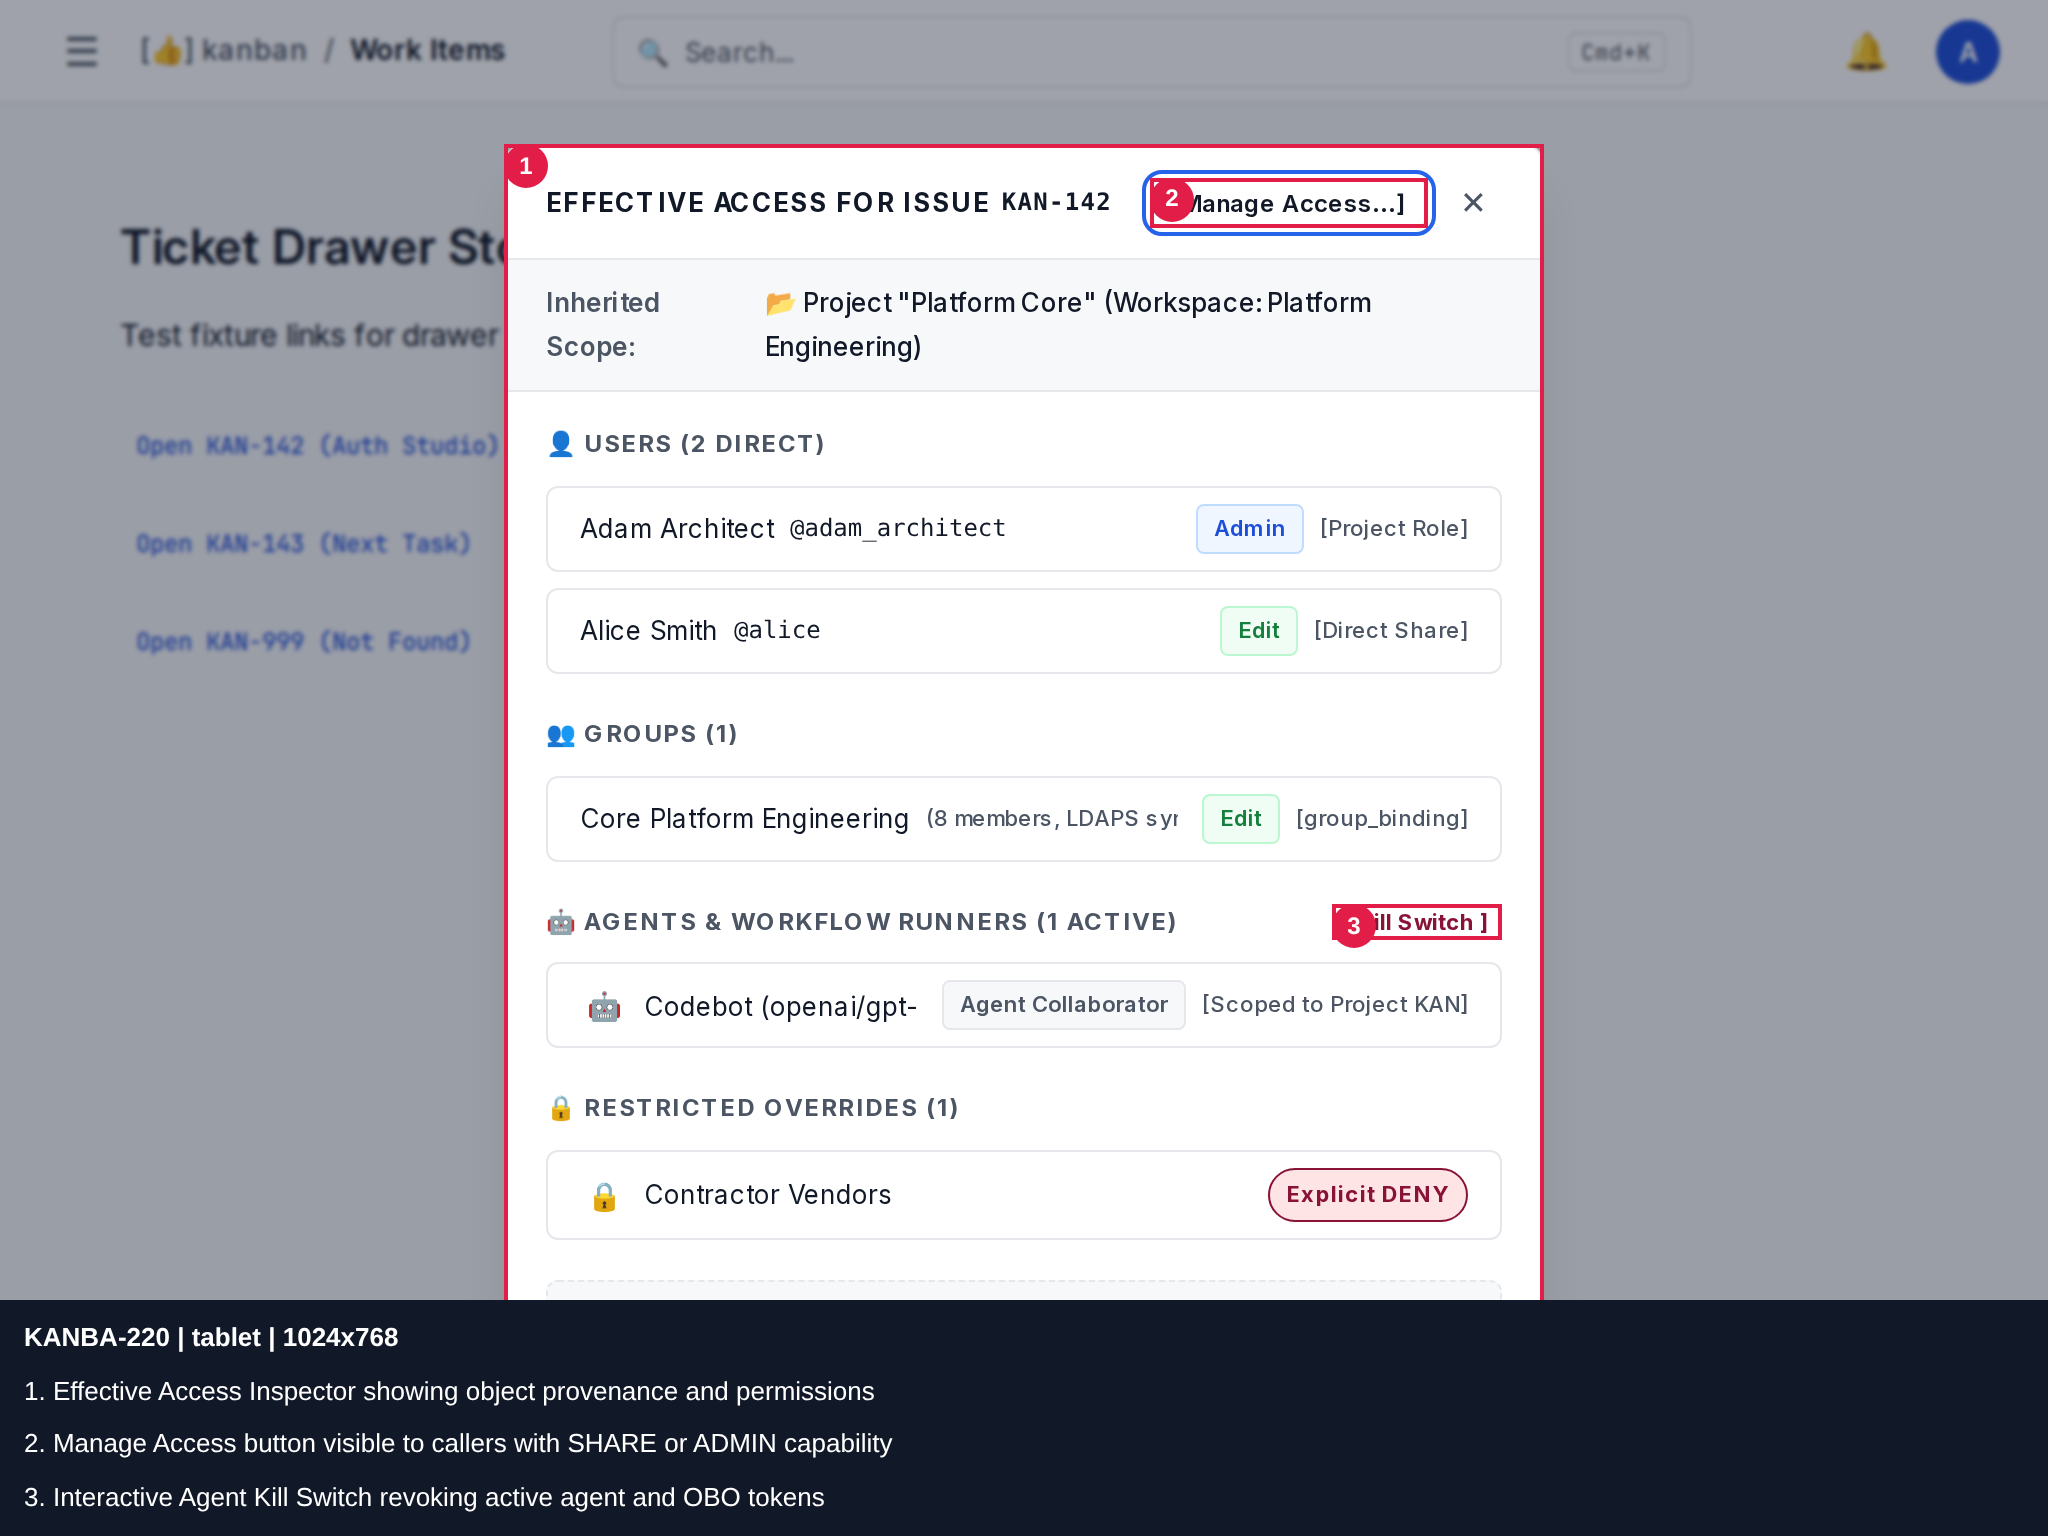 [👍] kanban / Work Items
Search...
Cmd+K
A
Ticket Drawer
Test fixture links for drawer
Open KAN-142 (Auth Studio)
Open KAN-143 (Next Task)
Open KAN-999 (Not Found)
1
EFFECTIVE ACCESS FOR ISSUE KAN-142
2
Manage Access...]
✕
Inherited Scope:
📂 Project "Platform Core" (Workspace: Platform
Engineering)
👤 USERS (2 DIRECT)
Adam Architect @adam_architect Admin [Project Role]
Alice Smith @alice Edit [Direct Share]
👥 GROUPS (1)
Core Platform Engineering (8 members, LDAPS Edit [group_binding]
🤖 AGENTS & WORKFLOW RUNNERS (1 ACTIVE)
3
Switch ]
🤖 Codebot (openai/gpt- Agent Collaborator [Scoped to Project KAN]
🔒 RESTRICTED OVERRIDES (1)
🔒 Contractor Vendors Explicit DENY
KANBA-220 | tablet | 1024x768
1. Effective Access Inspector showing object provenance and permissions
2. Manage Access button visible to callers with SHARE or ADMIN capability
3. Interactive Agent Kill Switch revoking active agent and OBO tokens